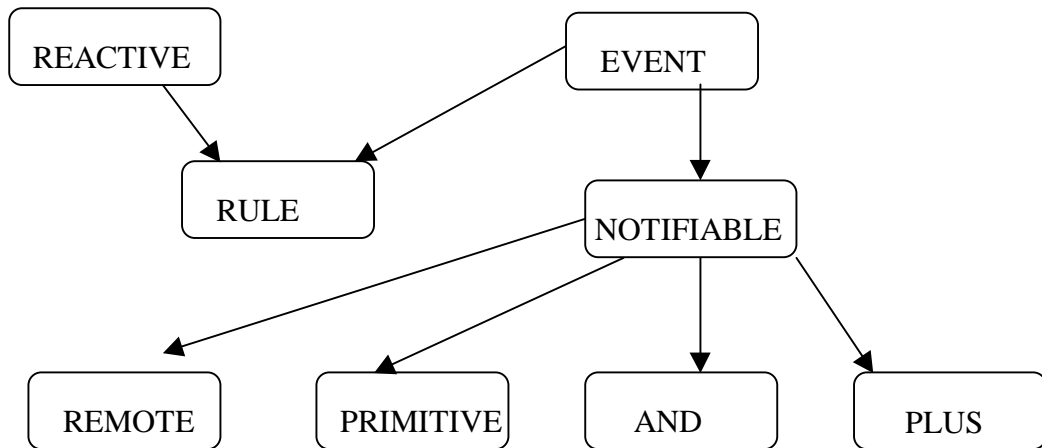 REACTIVE
EVENT
RULE
NOTIFIABLE
REMOTE
PRIMITIVE
AND
PLUS